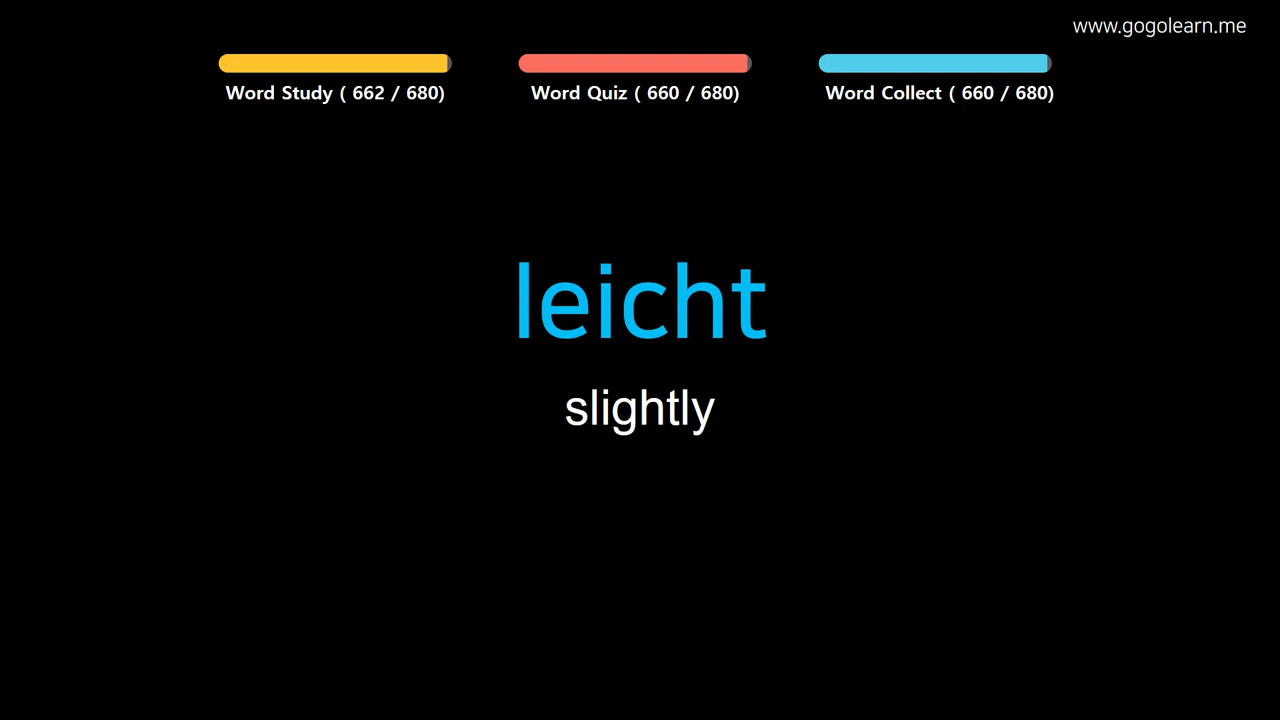 www.gogolearn.me
Word Study ( 662 / 680)
Word Quiz ( 660 / 680)
Word Collect ( 660 / 680)
leicht
slightly